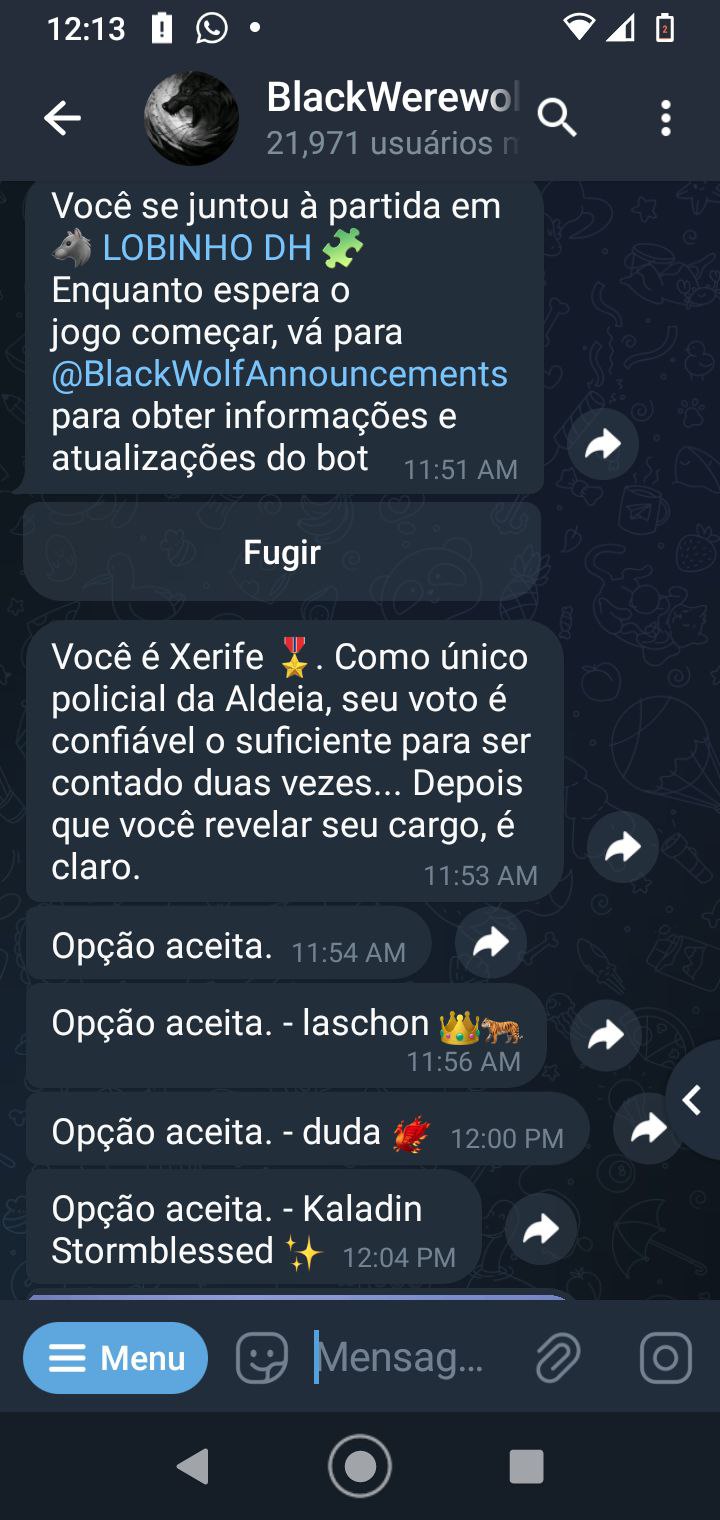 12:13
2
BlackWerewol
21,971 usuários m
Você se juntou à partida em
🐺 LOBINHO DH 🧩
Enquanto espera o
jogo começar, vá para
@BlackWolfAnnouncements
para obter informações e
atualizações do bot 11:51 AM
Fugir
Você é Xerife 🎖. Como único
policial da Aldeia, seu voto é
confiável o suficiente para ser
contado duas vezes... Depois
que você revelar seu cargo, é
claro. 11:53 AM
Opção aceita. 11:54 AM
Opção aceita. - laschon 👑🐅
11:56 AM
Opção aceita. - duda 🐦‍🔥 12:00 PM
Opção aceita. - Kaladin
Stormblessed ✨ 12:04 PM
Menu
Mensag...